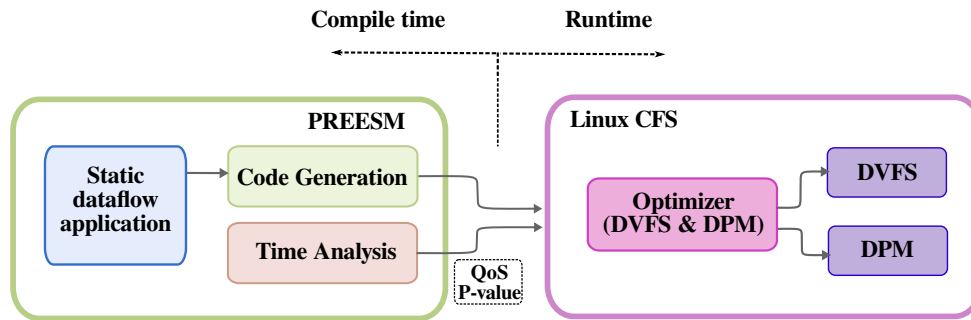 Compile time
Runtime
PREESM
Linux CFS
Static
dataflow
application
Code Generation
Time Analysis
QoS
P-value
Optimizer
(DVFS & DPM)
DVFS
DPM